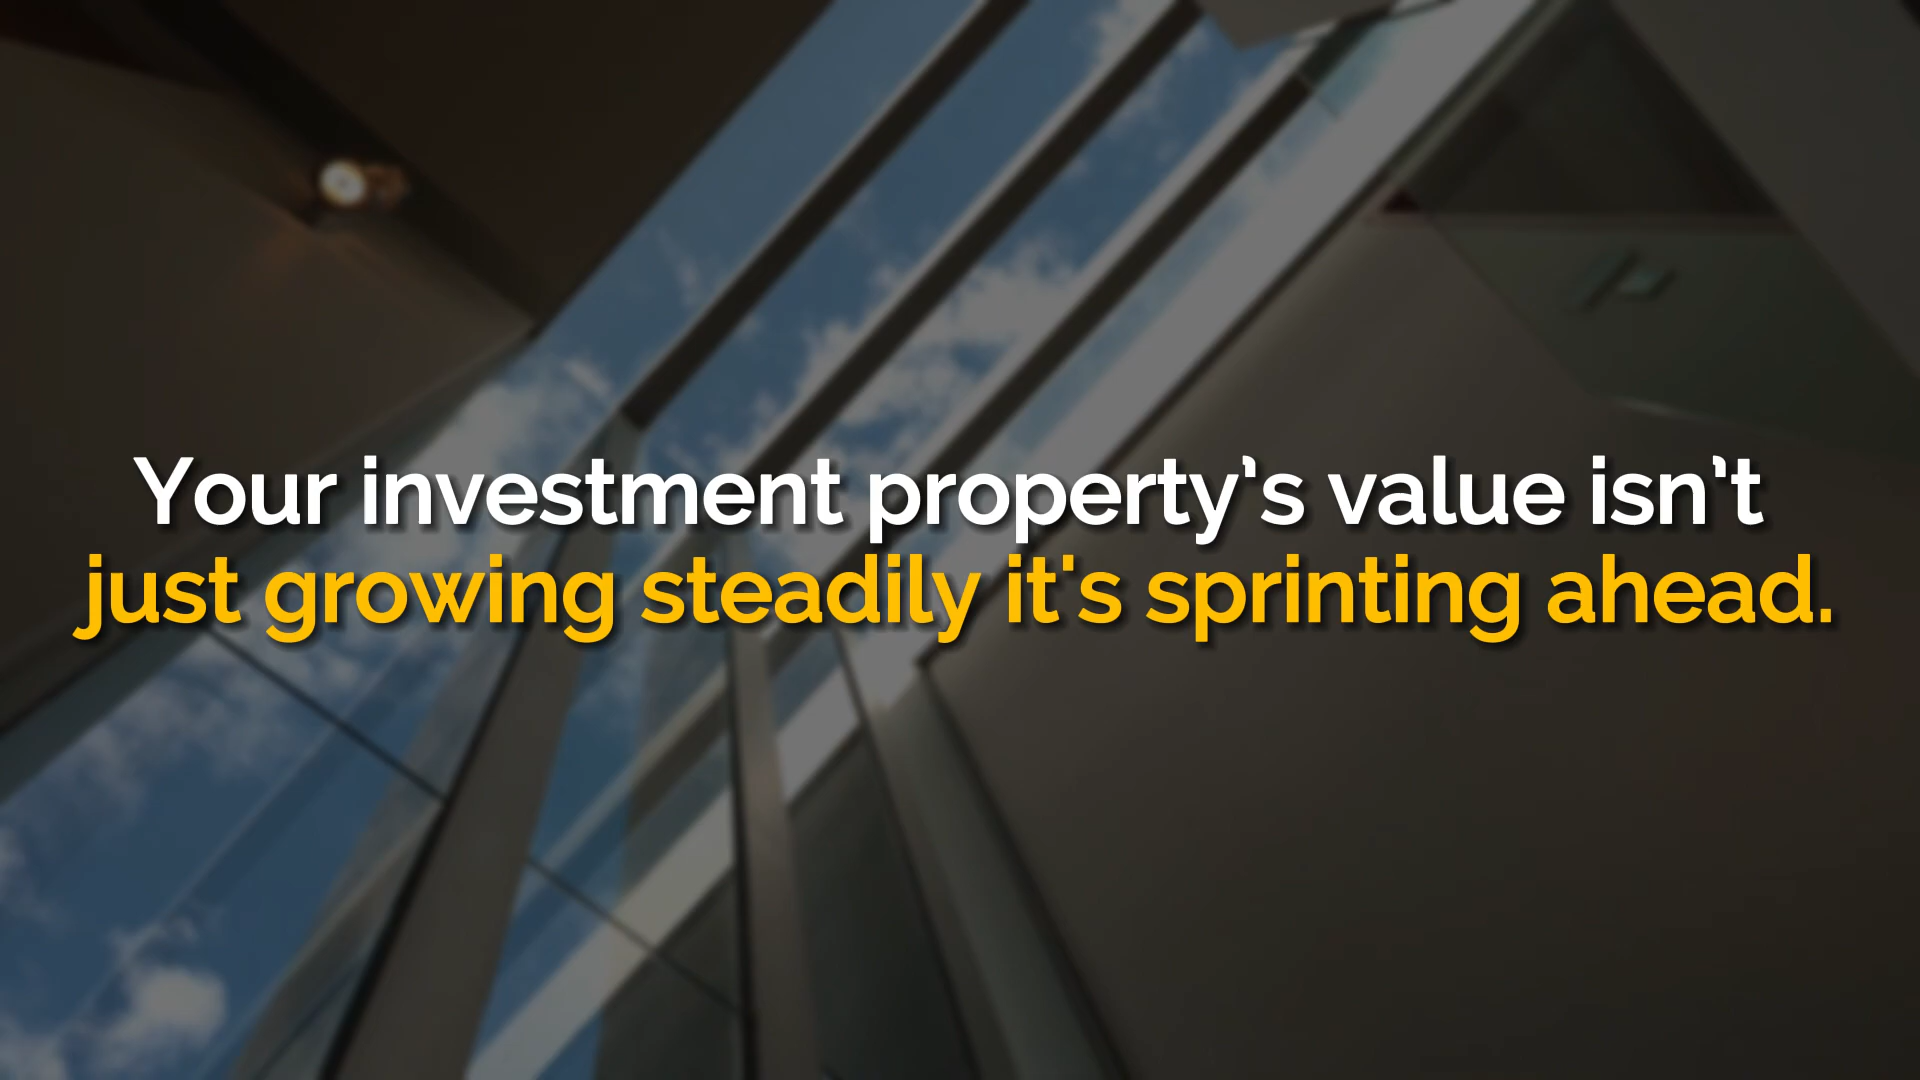 Your investment property’s value isn’t
just growing steadily it's sprinting ahead.